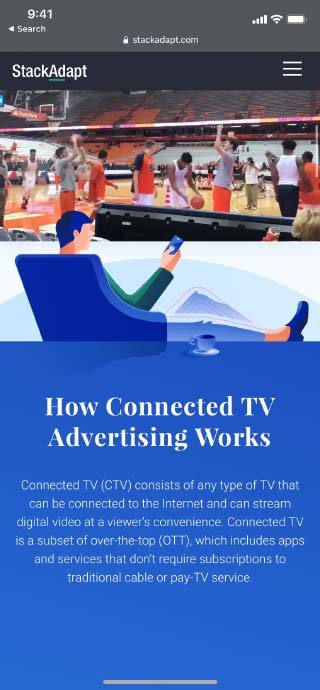 9:41
◀ Search
stackadapt.com
StackAdapt
How Connected TV
Advertising Works
Connected TV (CTV) consists of any type of TV that
can be connected to the Internet and can stream
digital video at a viewer's convenience. Connected TV
is a subset of over-the-top (OTT), which includes apps
and services that don't require subscriptions to
traditional cable or pay-TV service.